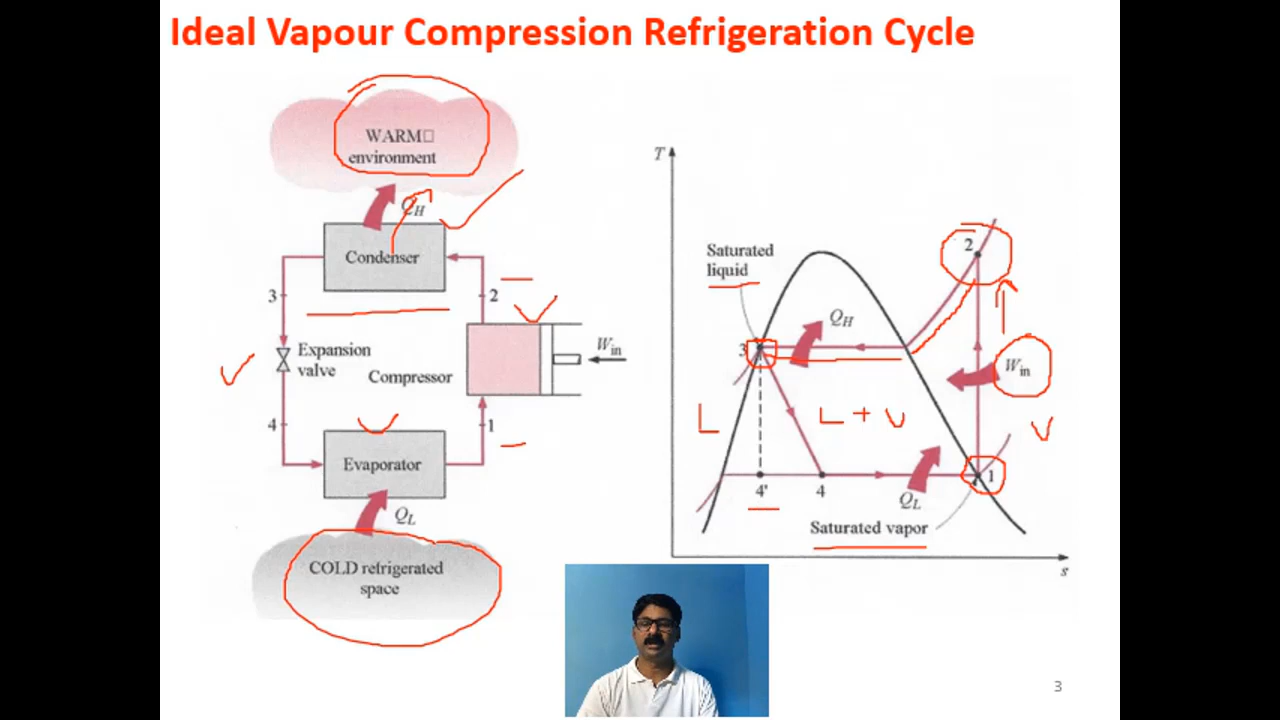 Ideal Vapour Compression Refrigeration Cycle
WARM□
environment
Q_H
Condenser
3
2
Expansion
valve
W_in
Compressor
4
1
Evaporator
Q_L
COLD refrigerated
space
T
2
Saturated
liquid
Q_H
3
W_in
L
L + V
V
1
4'
4
Q_L
Saturated vapor
s
3